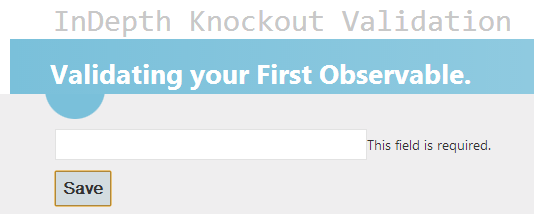 InDepth Knockout Validation
Validating your First Observable.
This field is required.
Save